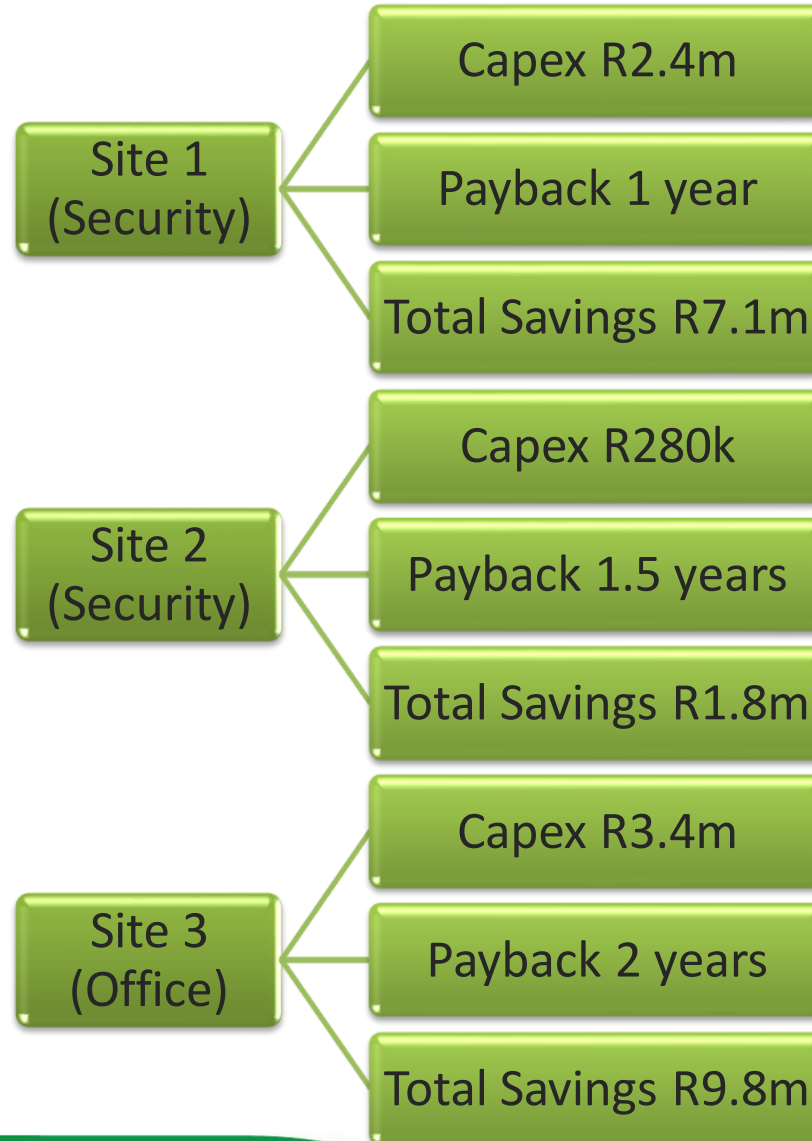 Site 1
(Security)
Capex R2.4m
Payback 1 year
Total Savings R7.1m
Site 2
(Security)
Capex R280k
Payback 1.5 years
Total Savings R1.8m
Site 3
(Office)
Capex R3.4m
Payback 2 years
Total Savings R9.8m